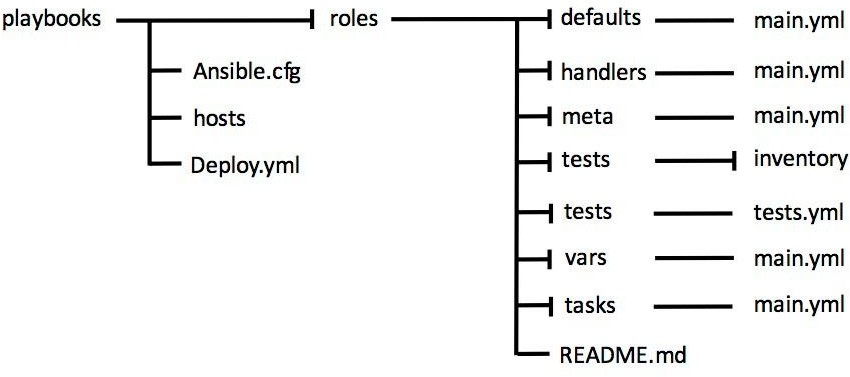 playbooks roles defaults main.yml
Ansible.cfg handlers main.yml
hosts meta main.yml
Deploy.yml tests inventory
tests tests.yml
vars main.yml
tasks main.yml
README.md